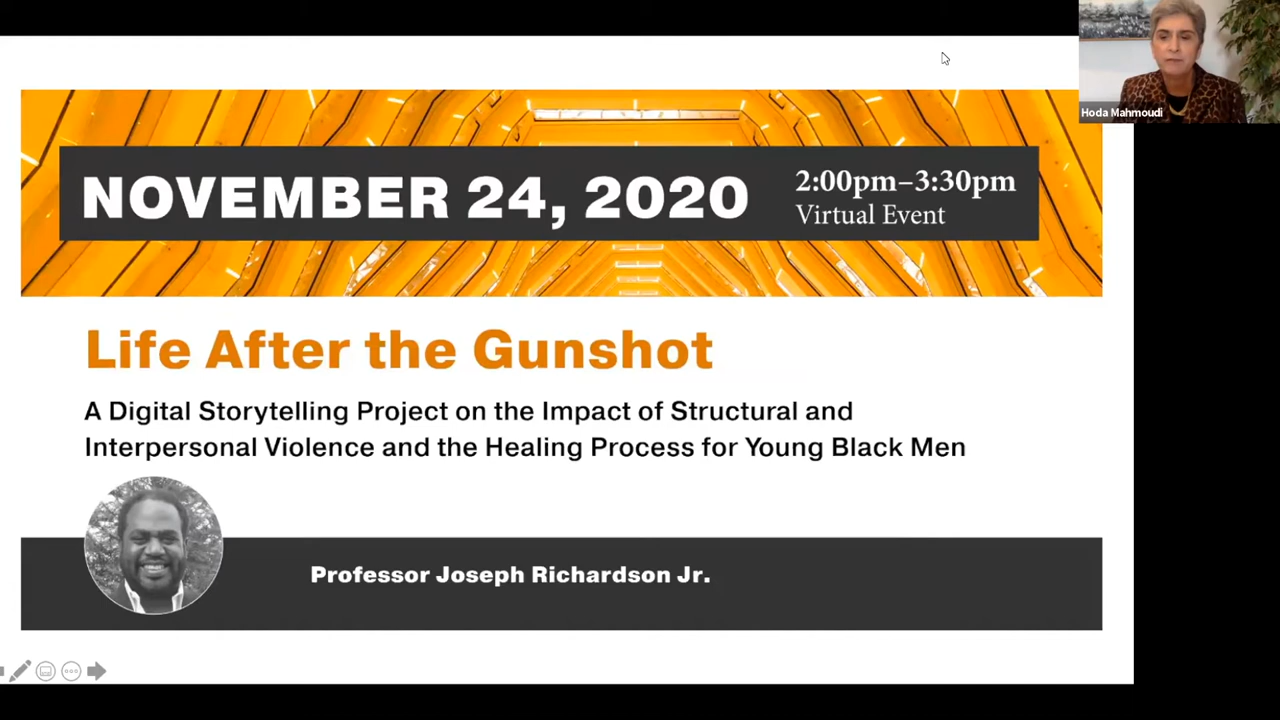 Hoda Mahmoudi
NOVEMBER 24, 2020
2:00pm–3:30pm
Virtual Event
Life After the Gunshot
A Digital Storytelling Project on the Impact of Structural and
Interpersonal Violence and the Healing Process for Young Black Men
Professor Joseph Richardson Jr.